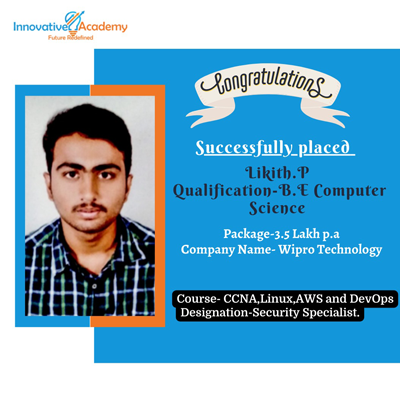 Innovative Academy
Future Redefined
Congratulations
Successfully placed
Likith.P
Qualification-B.E Computer
Science
Package-3.5 Lakh p.a
Company Name- Wipro Technology
Course- CCNA,Linux,AWS and DevOps
Designation-Security Specialist.